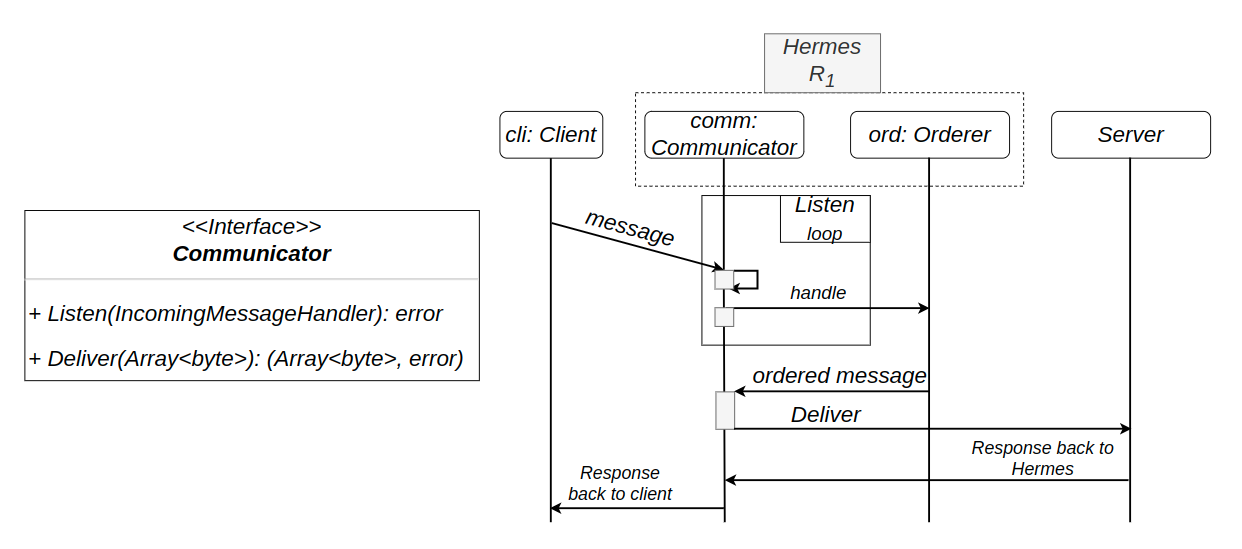 Hermes
R1
cli: Client
comm:
Communicator
ord: Orderer
Server
<<Interface>>
Communicator
+ Listen(IncomingMessageHandler): error
+ Deliver(Array<byte>): (Array<byte>, error)
Listen
loop
message
handle
ordered message
Deliver
Response back to
Hermes
Response
back to client